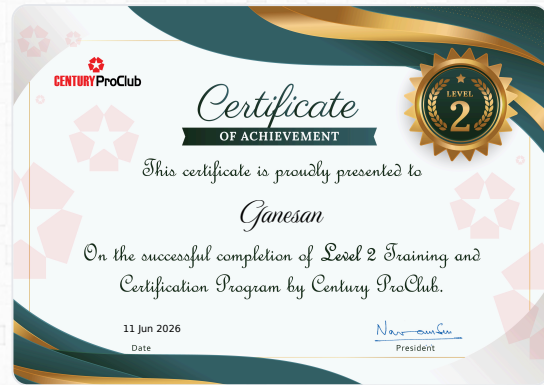 CENTURY ProClub
Certificate
OF ACHIEVEMENT
LEVEL
2
This certificate is proudly presented to
Ganesan
On the successful completion of Level 2 Training and
Certification Program by Century ProClub.
11 Jun 2026
Date
President